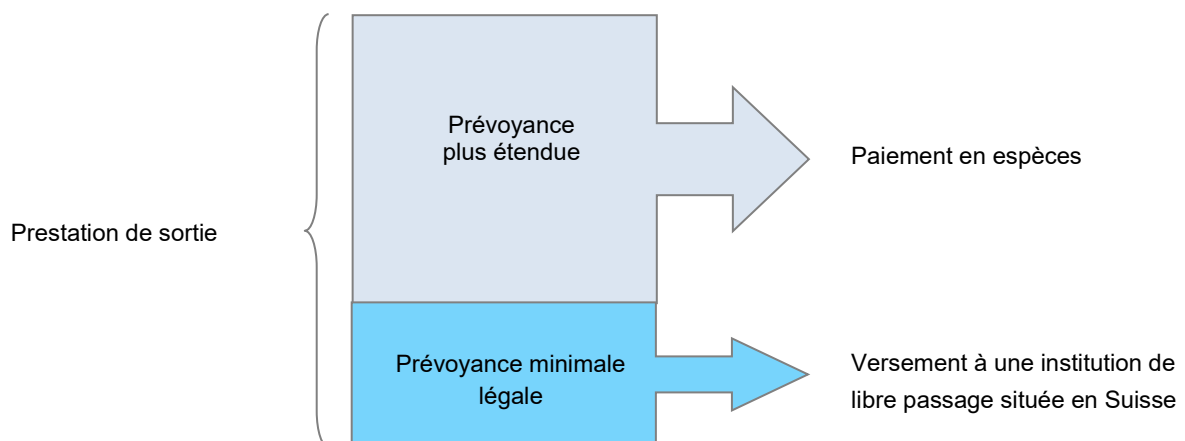 Prévoyance
plus étendue
Paiement en espèces
Prestation de sortie
Prévoyance minimale
légale
Versement à une institution de
libre passage située en Suisse